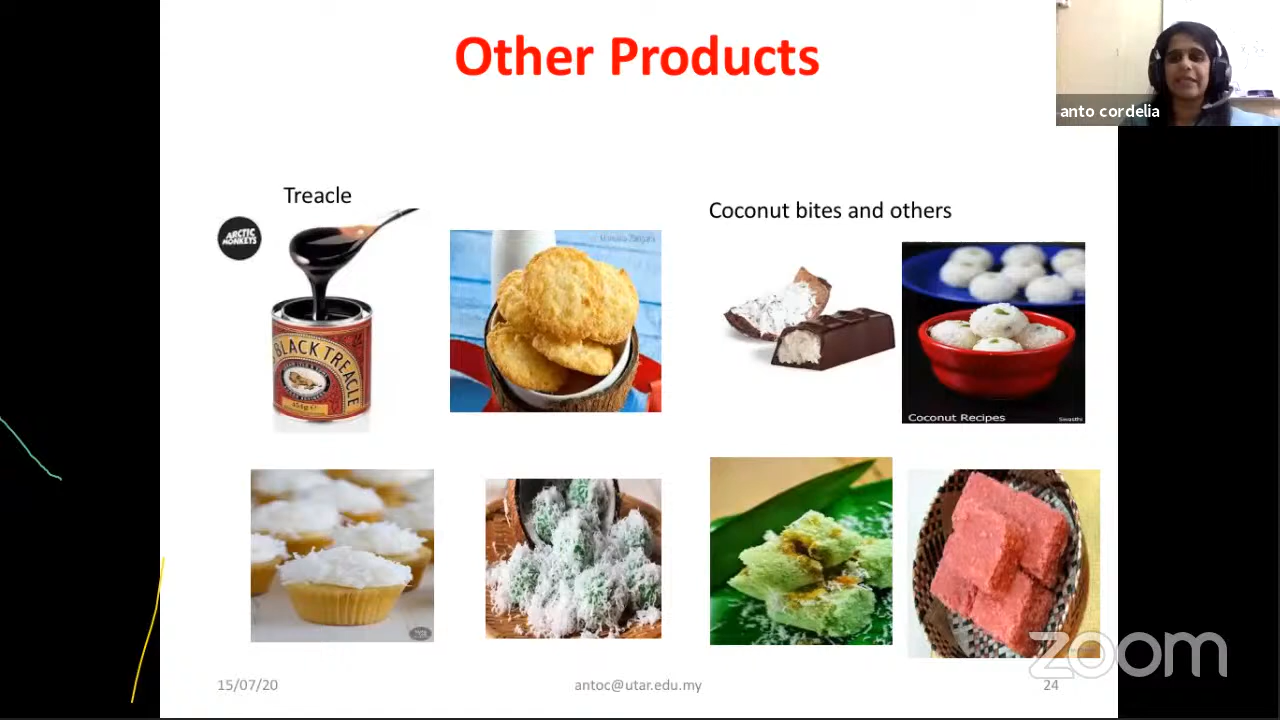 Other Products
anto cordelia
Treacle
Coconut bites and others
ARCTIC
MONKEYS
BLACK TREACLE
454g e
Coconut Recipes
15/07/20
antoc@utar.edu.my
24
zoom